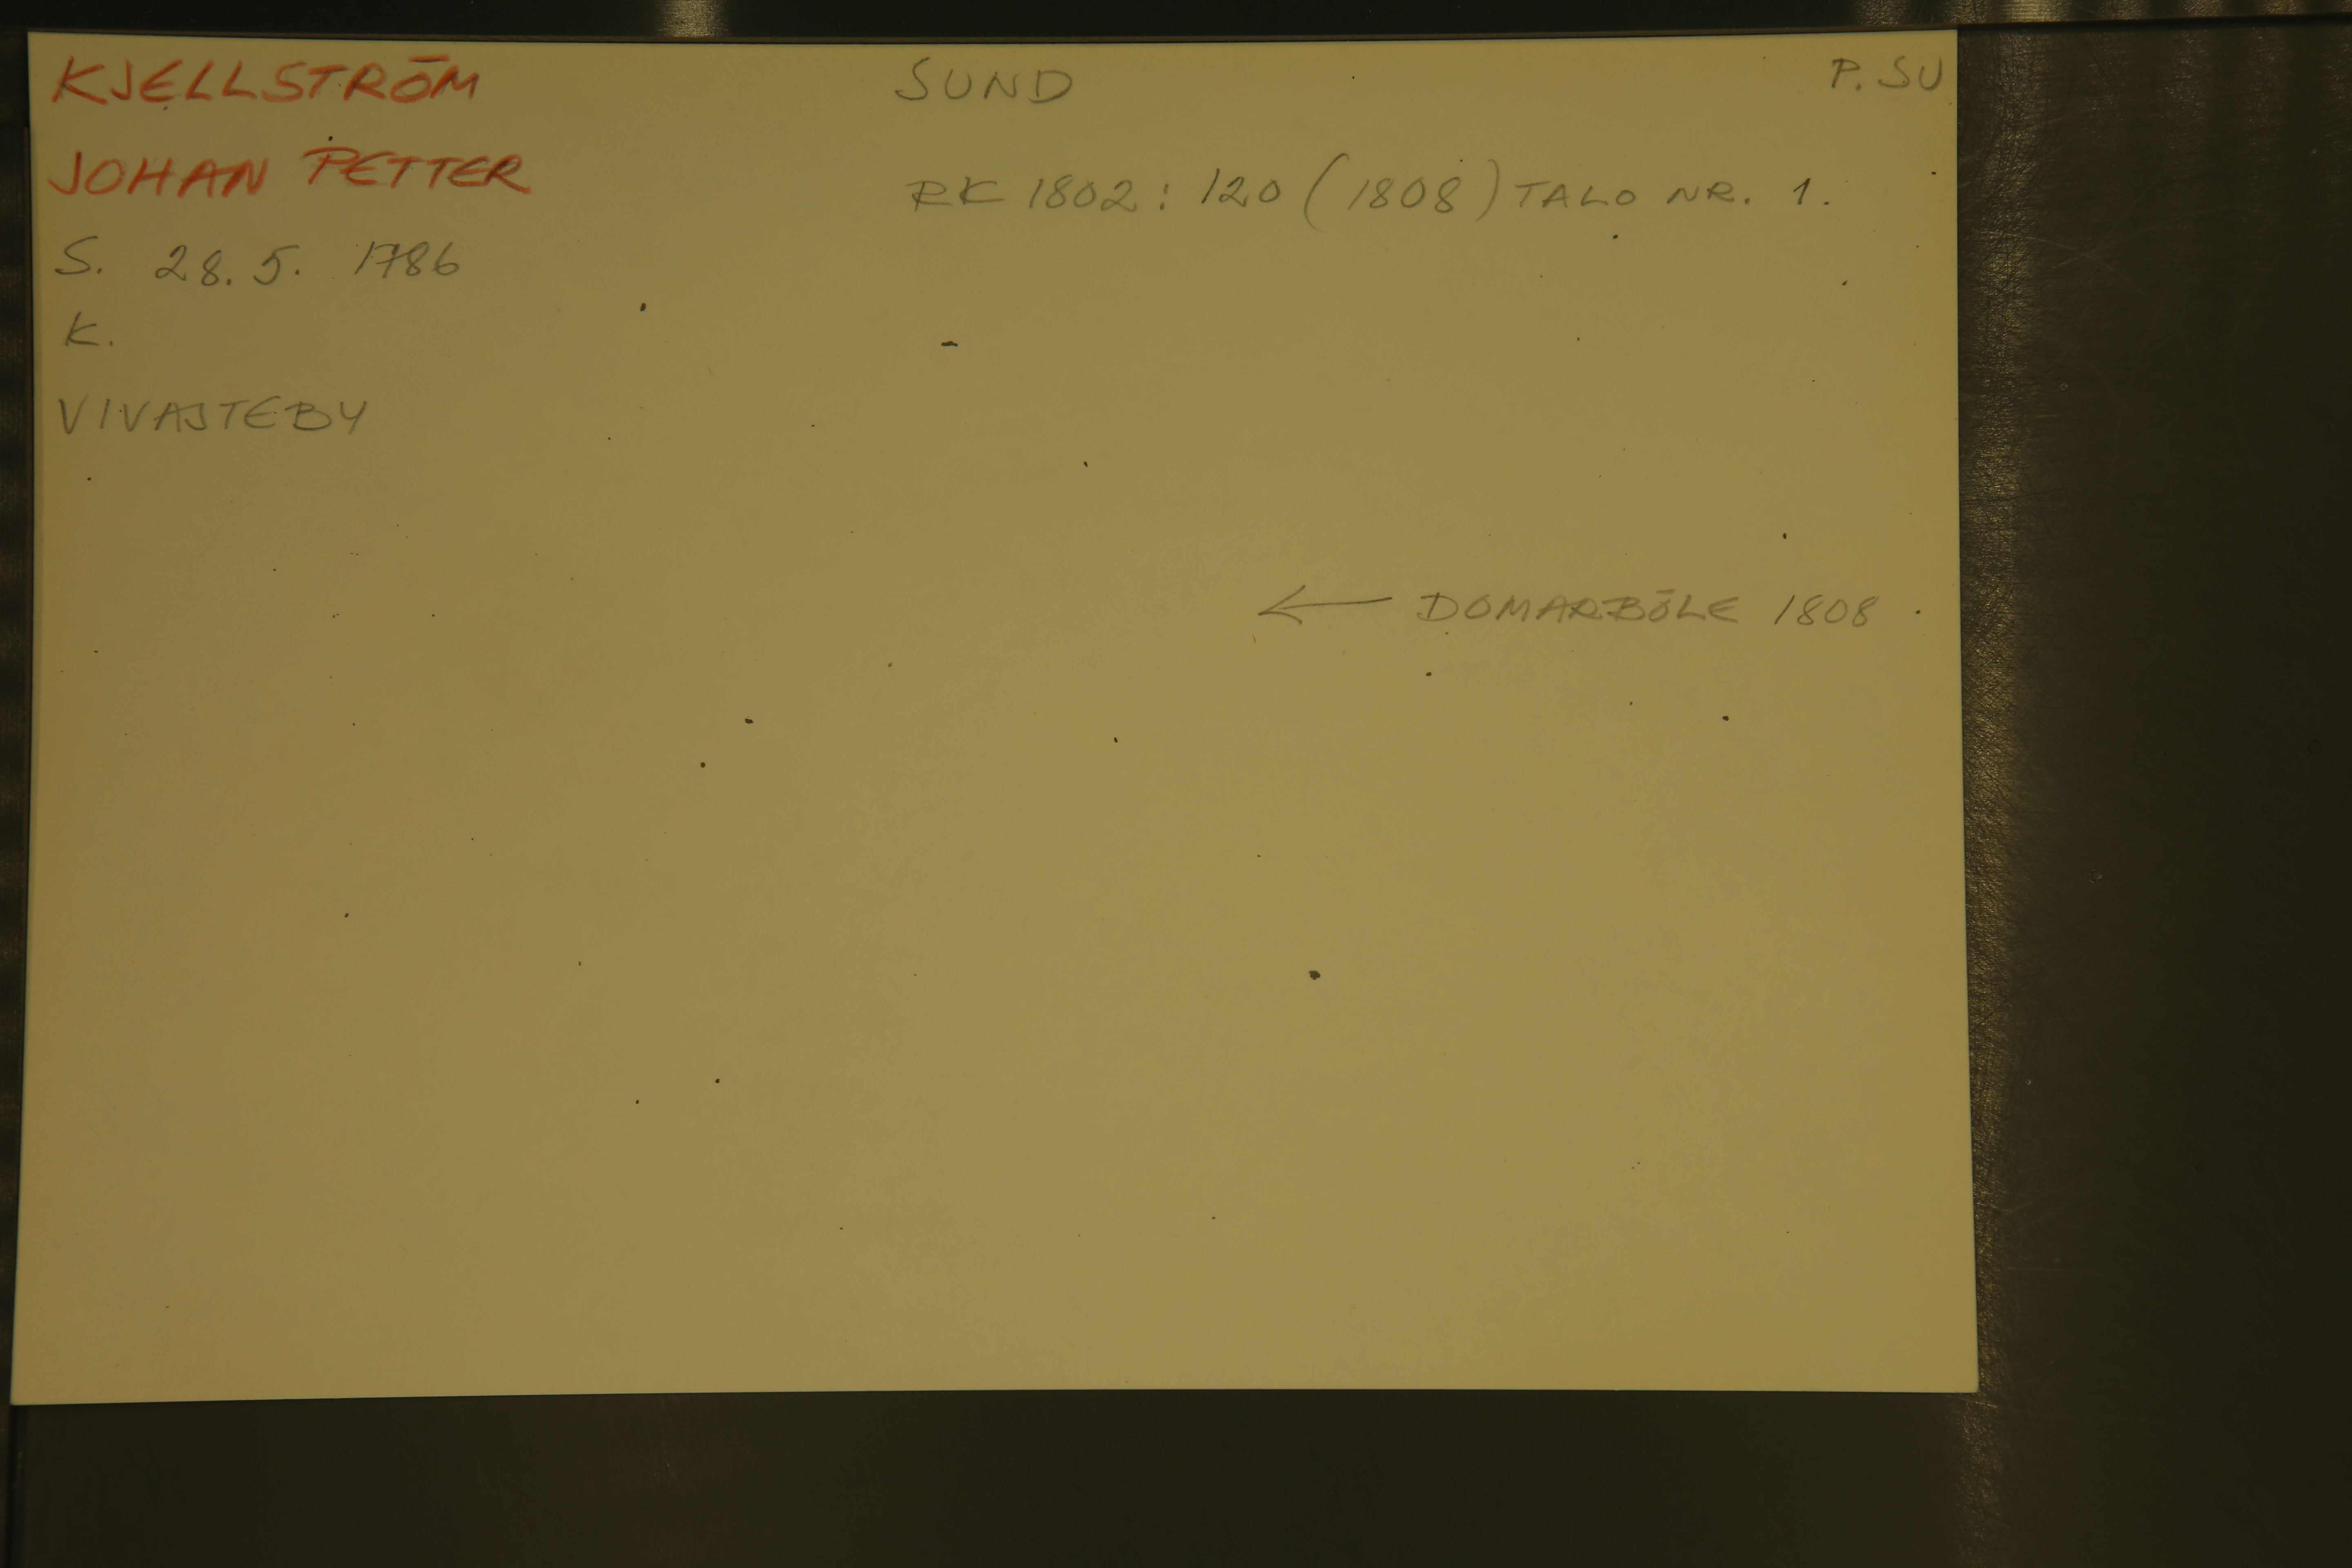 KJELLSTRÖM SUND P. SU
JOHAN PETTER RK 1802: 120 (1808) TALO NR. 1.
S. 28. 5. 1786
K.
VIVASTEBY
← DOMARBÖLE 1808